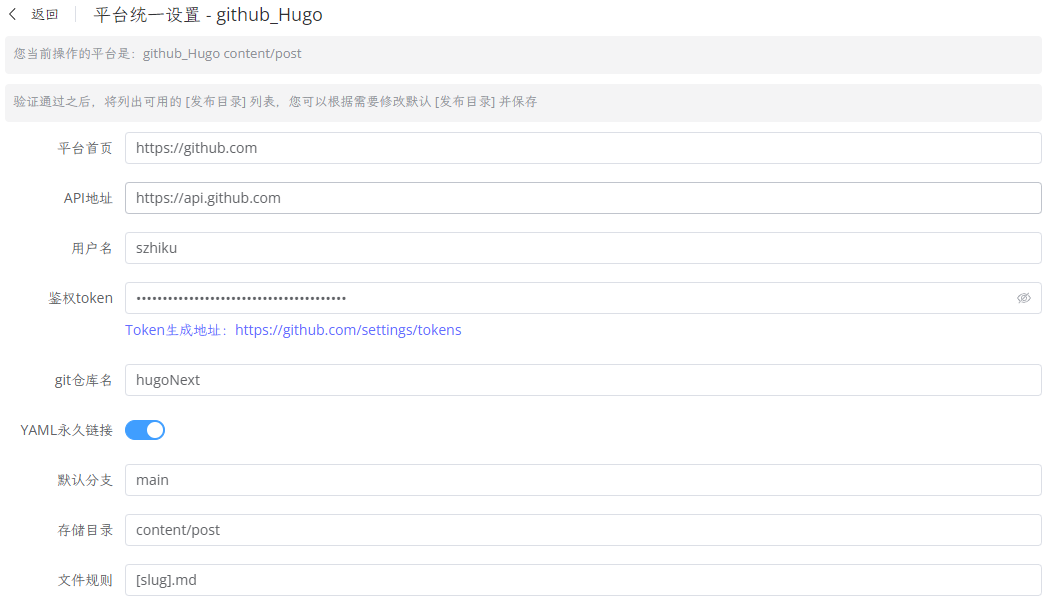 返回 平台统一设置 - github_Hugo
您当前操作的平台是：github_Hugo content/post
验证通过之后，将列出可用的 [发布目录] 列表，您可以根据需要修改默认 [发布目录] 并保存
平台首页 https://github.com
API地址 https://api.github.com
用户名 szhiku
鉴权token ••••••••••••••••••••••••••••••••••••••••
Token生成地址：https://github.com/settings/tokens
git仓库名 hugoNext
YAML永久链接
默认分支 main
存储目录 content/post
文件规则 [slug].md